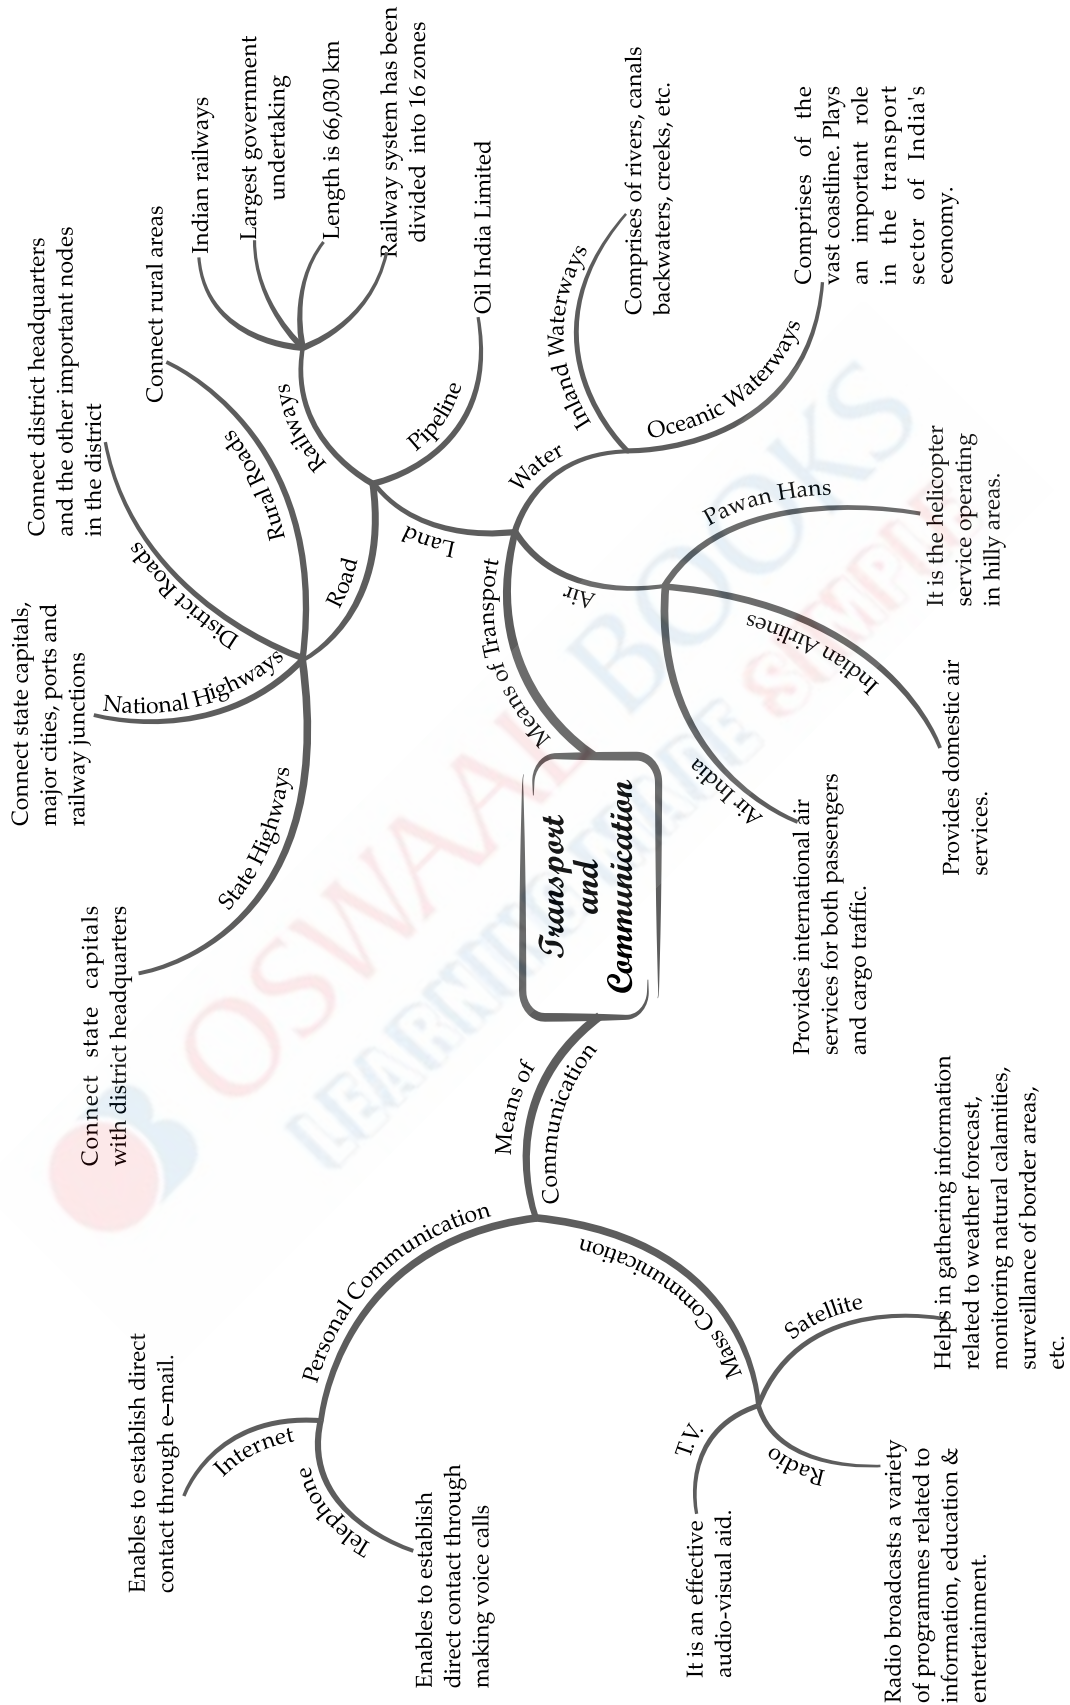 Transport
and
Communication
Means of Transport
Land
Road
State Highways
Connect state capitals
with district headquarters
National Highways
Connect state capitals,
major cities, ports and
railway junctions
District Roads
Connect district headquarters
and the other important nodes
in the district
Rural Roads
Connect rural areas
Railways
Indian railways
Largest government
undertaking
Length is 66,030 km
Railway system has been
divided into 16 zones
Pipeline
Oil India Limited
Water
Inland Waterways
Comprises of rivers, canals
backwaters, creeks, etc.
Oceanic Waterways
Comprises of the
vast coastline. Plays
an important role
in the transport
sector of India's
economy.
Air
Pawan Hans
It is the helicopter
service operating
in hilly areas.
Indian Airlines
Provides domestic air
services.
Air India
Provides international air
services for both passengers
and cargo traffic.
Means of
Communication
Personal Communication
Internet
Enables to establish direct
contact through e–mail.
Telephone
Enables to establish
direct contact through
making voice calls
Mass Communication
T.V.
It is an effective
audio-visual aid.
Radio
Radio broadcasts a variety
of programmes related to
information, education &
entertainment.
Satellite
Helps in gathering information
related to weather forecast,
monitoring natural calamities,
surveillance of border areas,
etc.
OSWAAL BOOKS
LEARNING MADE SIMPLE